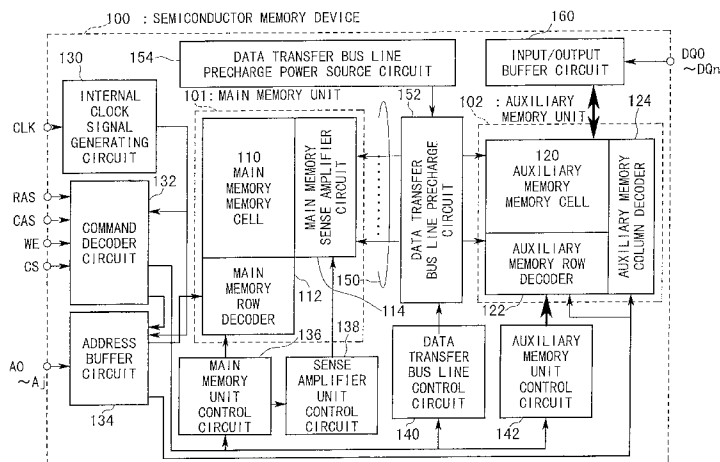 100 : SEMICONDUCTOR MEMORY DEVICE
154
DATA TRANSFER BUS LINE
PRECHARGE POWER SOURCE CIRCUIT
160
INPUT/OUTPUT
BUFFER CIRCUIT
DQ0
~DQn
130
INTERNAL
CLOCK
SIGNAL
GENERATING
CIRCUIT
CLK
101 : MAIN MEMORY UNIT
152
102 : AUXILIARY
MEMORY UNIT
124
110
MAIN
MEMORY
MEMORY
CELL
MAIN MEMORY
SENSE AMPLIFIER
CIRCUIT
DATA TRANSFER
BUS LINE PRECHARGE
CIRCUIT
120
AUXILIARY MEMORY
MEMORY CELL
AUXILIARY MEMORY
COLUMN DECODER
RAS
CAS
WE
CS
132
COMMAND
DECODER
CIRCUIT
MAIN
MEMORY ROW
DECODER
112
150
114
AUXILIARY
MEMORY ROW
DECODER
122
A0
~Aj
ADDRESS
BUFFER
CIRCUIT
134
136
MAIN
MEMORY
UNIT
CONTROL
CIRCUIT
138
SENSE
AMPLIFIER
UNIT
CONTROL
CIRCUIT
DATA
TRANSFER
BUS LINE
CONTROL
CIRCUIT
140
AUXILIARY
MEMORY
UNIT
CONTROL
CIRCUIT
142